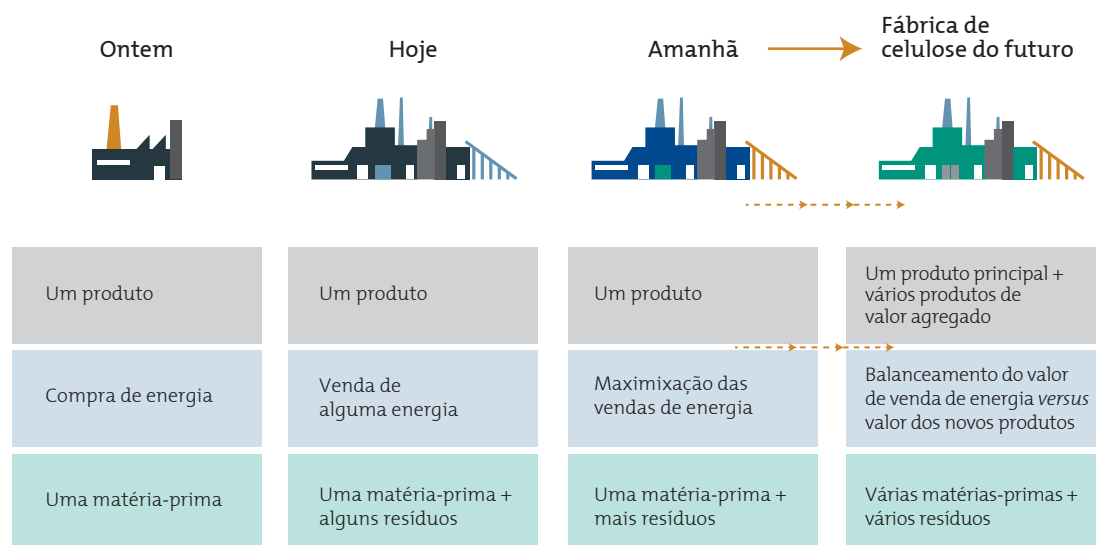 Ontem
Hoje
Amanhã
Fábrica de
celulose do futuro
Um produto
Um produto
Um produto
Um produto principal +
vários produtos de
valor agregado
Compra de energia
Venda de
alguma energia
Maximixação das
vendas de energia
Balanceamento do valor
de venda de energia versus
valor dos novos produtos
Uma matéria-prima
Uma matéria-prima +
alguns resíduos
Uma matéria-prima +
mais resíduos
Várias matérias-primas +
vários resíduos